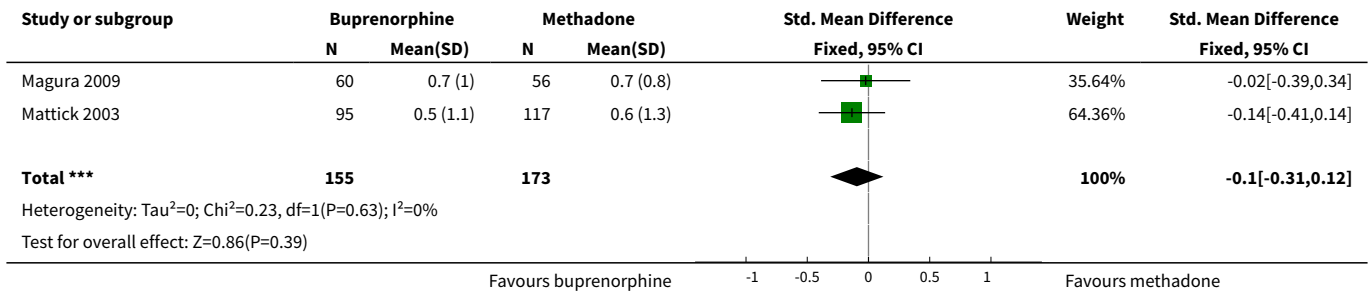 Study or subgroup Buprenorphine Methadone Std. Mean Difference Weight Std. Mean Difference
N Mean(SD) N Mean(SD) Fixed, 95% CI Fixed, 95% CI
Magura 2009 60 0.7 (1) 56 0.7 (0.8) 35.64% -0.02[-0.39,0.34]
Mattick 2003 95 0.5 (1.1) 117 0.6 (1.3) 64.36% -0.14[-0.41,0.14]
Total *** 155 173 100% -0.1[-0.31,0.12]
Heterogeneity: Tau²=0; Chi²=0.23, df=1(P=0.63); I²=0%
Test for overall effect: Z=0.86(P=0.39)
Favours buprenorphine -1 -0.5 0 0.5 1 Favours methadone